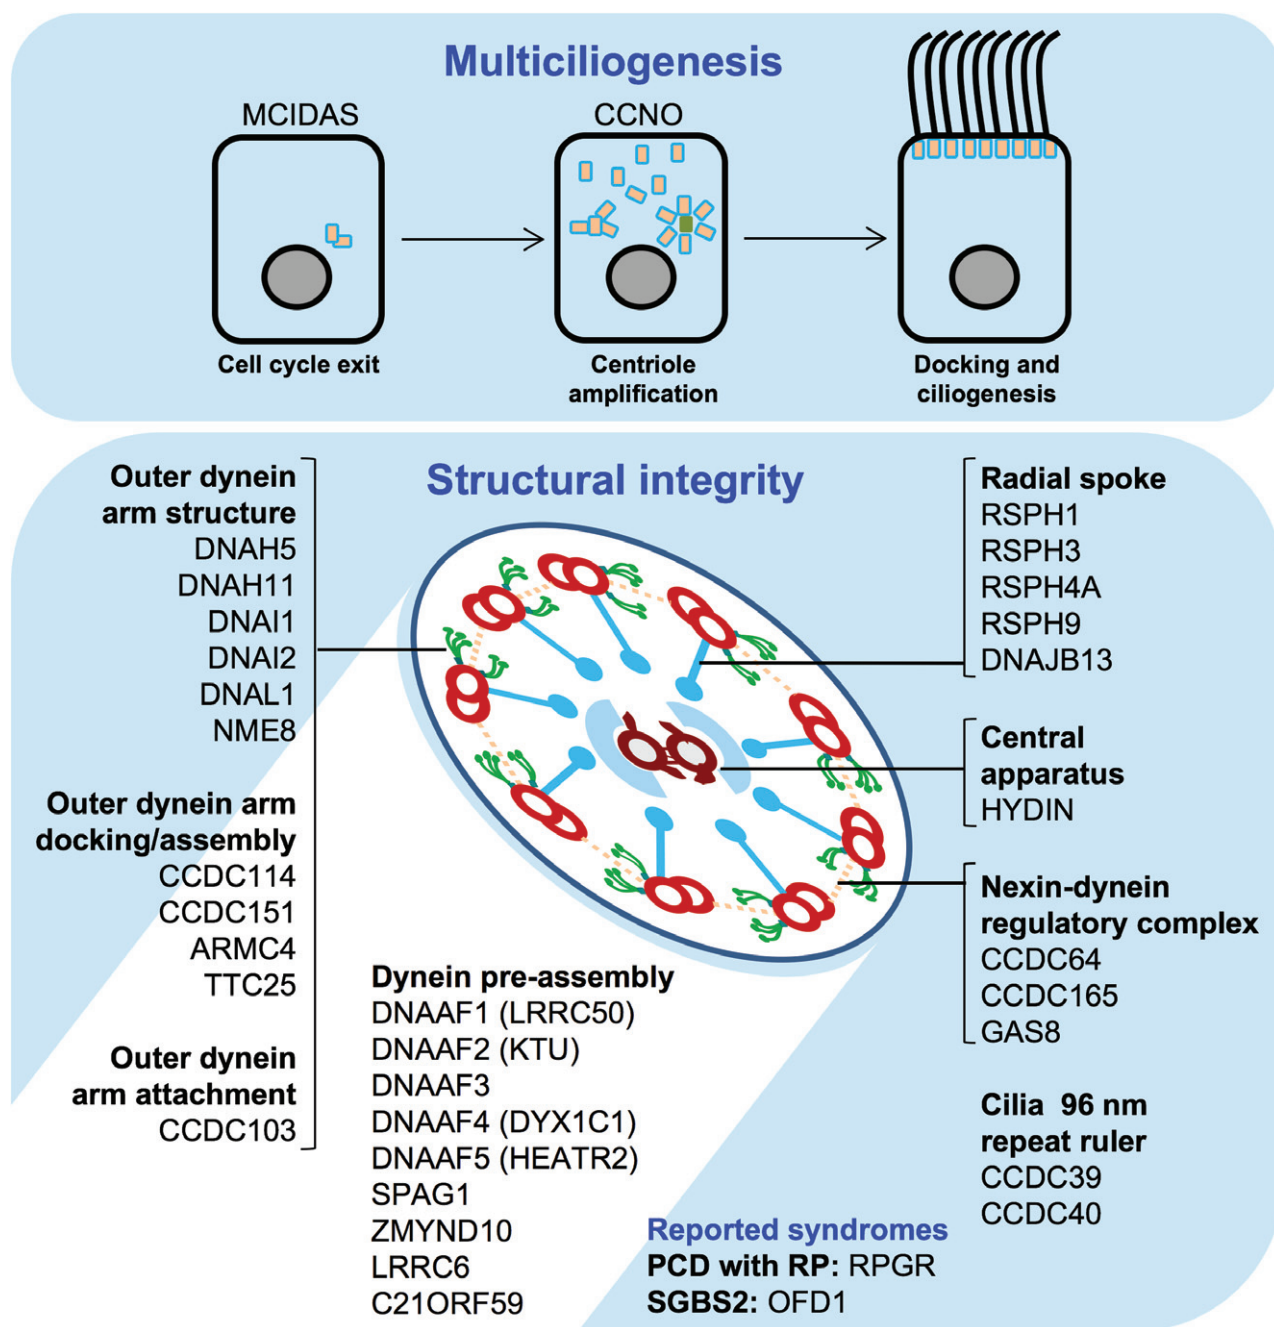 Multiciliogenesis
MCIDAS
CCNO
Cell cycle exit
Centriole
amplification
Docking and
ciliogenesis
Structural integrity
Outer dynein
arm structure
DNAH5
DNAH11
DNAI1
DNAI2
DNAL1
NME8
Outer dynein arm
docking/assembly
CCDC114
CCDC151
ARMC4
TTC25
Outer dynein
arm attachment
CCDC103
Dynein pre-assembly
DNAAF1 (LRRC50)
DNAAF2 (KTU)
DNAAF3
DNAAF4 (DYX1C1)
DNAAF5 (HEATR2)
SPAG1
ZMYND10
LRRC6
C21ORF59
Radial spoke
RSPH1
RSPH3
RSPH4A
RSPH9
DNAJB13
Central
apparatus
HYDIN
Nexin-dynein
regulatory complex
CCDC64
CCDC165
GAS8
Cilia 96 nm
repeat ruler
CCDC39
CCDC40
Reported syndromes
PCD with RP: RPGR
SGBS2: OFD1